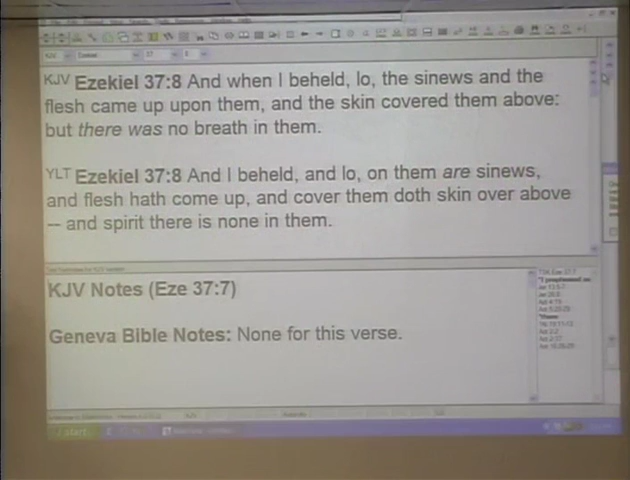 KJV Ezekiel 37:8 And when I beheld, lo, the sinews and the
flesh came up upon them, and the skin covered them above:
but there was no breath in them.
YLT Ezekiel 37:8 And I beheld, and lo, on them are sinews,
and flesh hath come up, and cover them doth skin over above
-- and spirit there is none in them.
KJV Notes (Eze 37:7)
Geneva Bible Notes: None for this verse.
start